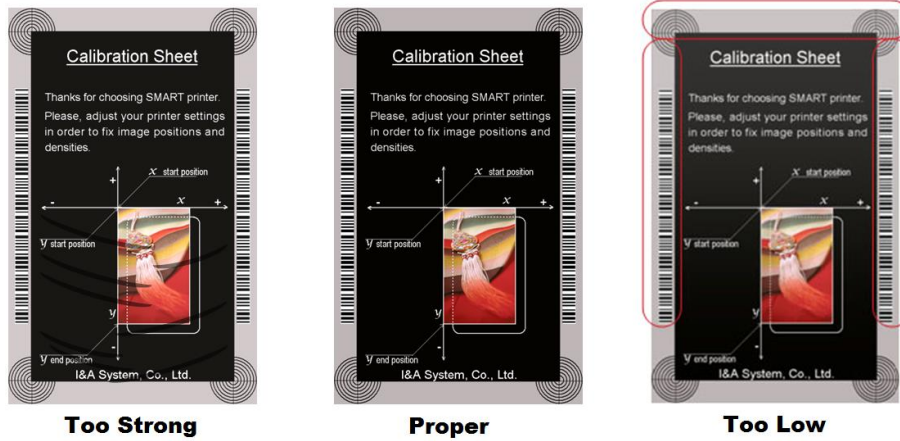 Calibration Sheet
Thanks for choosing SMART printer.
Please, adjust your printer settings
in order to fix image positions and
densities.
x start position
+
- x +
y start position
y
-
y end position
I&A System, Co., Ltd.
Too Strong
Calibration Sheet
Thanks for choosing SMART printer.
Please, adjust your printer settings
in order to fix image positions and
densities.
x start position
+
- x +
y start position
y
-
y end position
I&A System, Co., Ltd.
Proper
Calibration Sheet
Thanks for choosing SMART printer.
Please, adjust your printer settings
in order to fix image positions and
densities.
x start position
+
- x +
y start position
y
-
y end position
I&A System, Co., Ltd.
Too Low